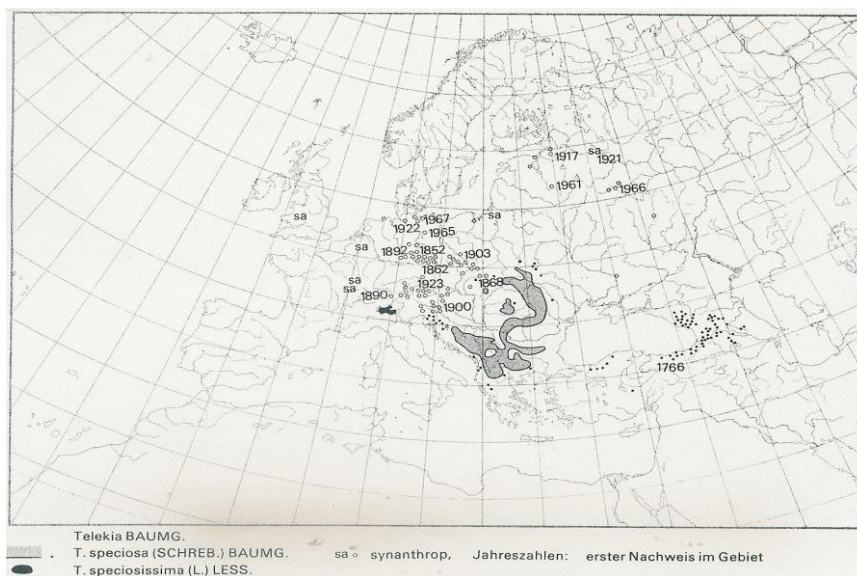 1917
sa
1921
1961
1966
sa
1967
sa
1922
1965
sa
1892
1852
1903
1862
sa
1923
1868
sa
1890
1900
1766
Telekia BAUMG.
. T. speciosa (SCHREB.) BAUMG. sa ○ synanthrop, Jahreszahlen: erster Nachweis im Gebiet
T. speciosissima (L.) LESS.